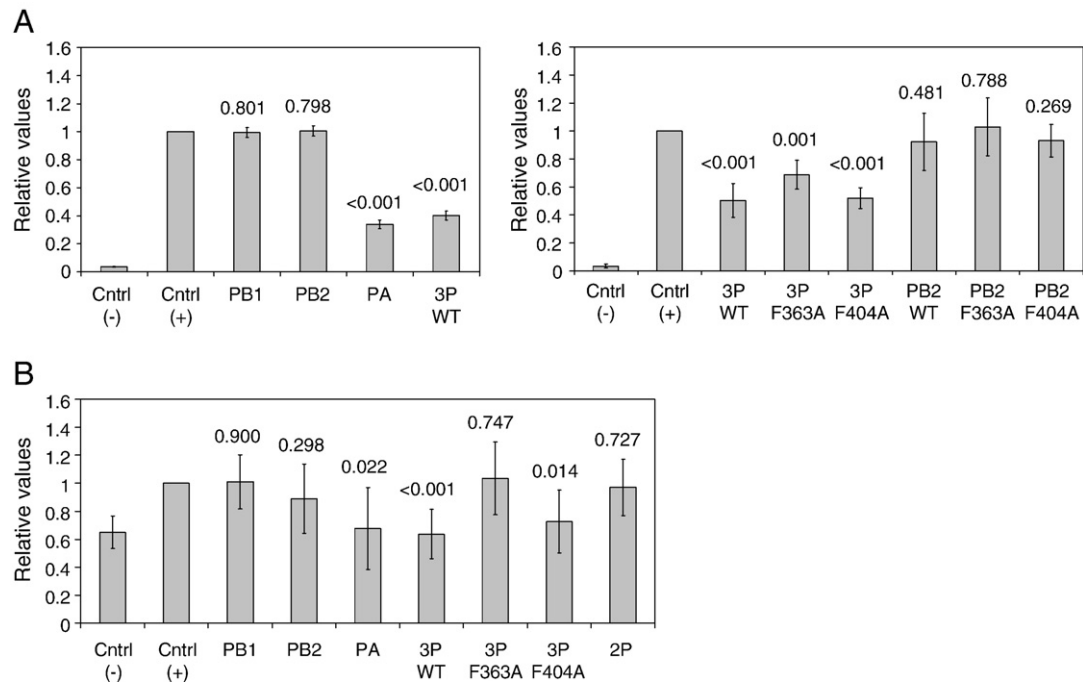 A
Relative values
1.6
1.4
1.2
1
0.8
0.6
0.4
0.2
0
0.801
0.798
<0.001
<0.001
Cntrl
(-)
Cntrl
(+)
PB1
PB2
PA
3P
WT
Relative values
1.6
1.4
1.2
1
0.8
0.6
0.4
0.2
0
<0.001
0.001
<0.001
0.481
0.788
0.269
Cntrl
(-)
Cntrl
(+)
3P
WT
3P
F363A
3P
F404A
PB2
WT
PB2
F363A
PB2
F404A
B
Relative values
1.6
1.4
1.2
1
0.8
0.6
0.4
0.2
0
0.900
0.298
0.022
<0.001
0.747
0.014
0.727
Cntrl
(-)
Cntrl
(+)
PB1
PB2
PA
3P
WT
3P
F363A
3P
F404A
2P